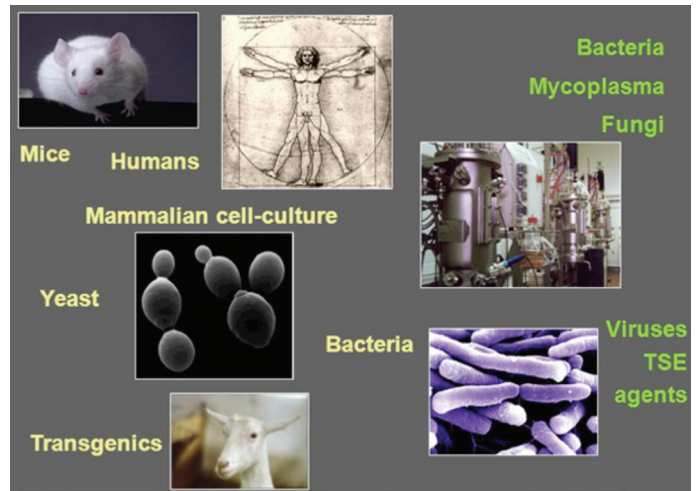 Bacteria
Mycoplasma
Fungi
Mice
Humans
Mammalian cell-culture
Yeast
Bacteria
Viruses
TSE
agents
Transgenics